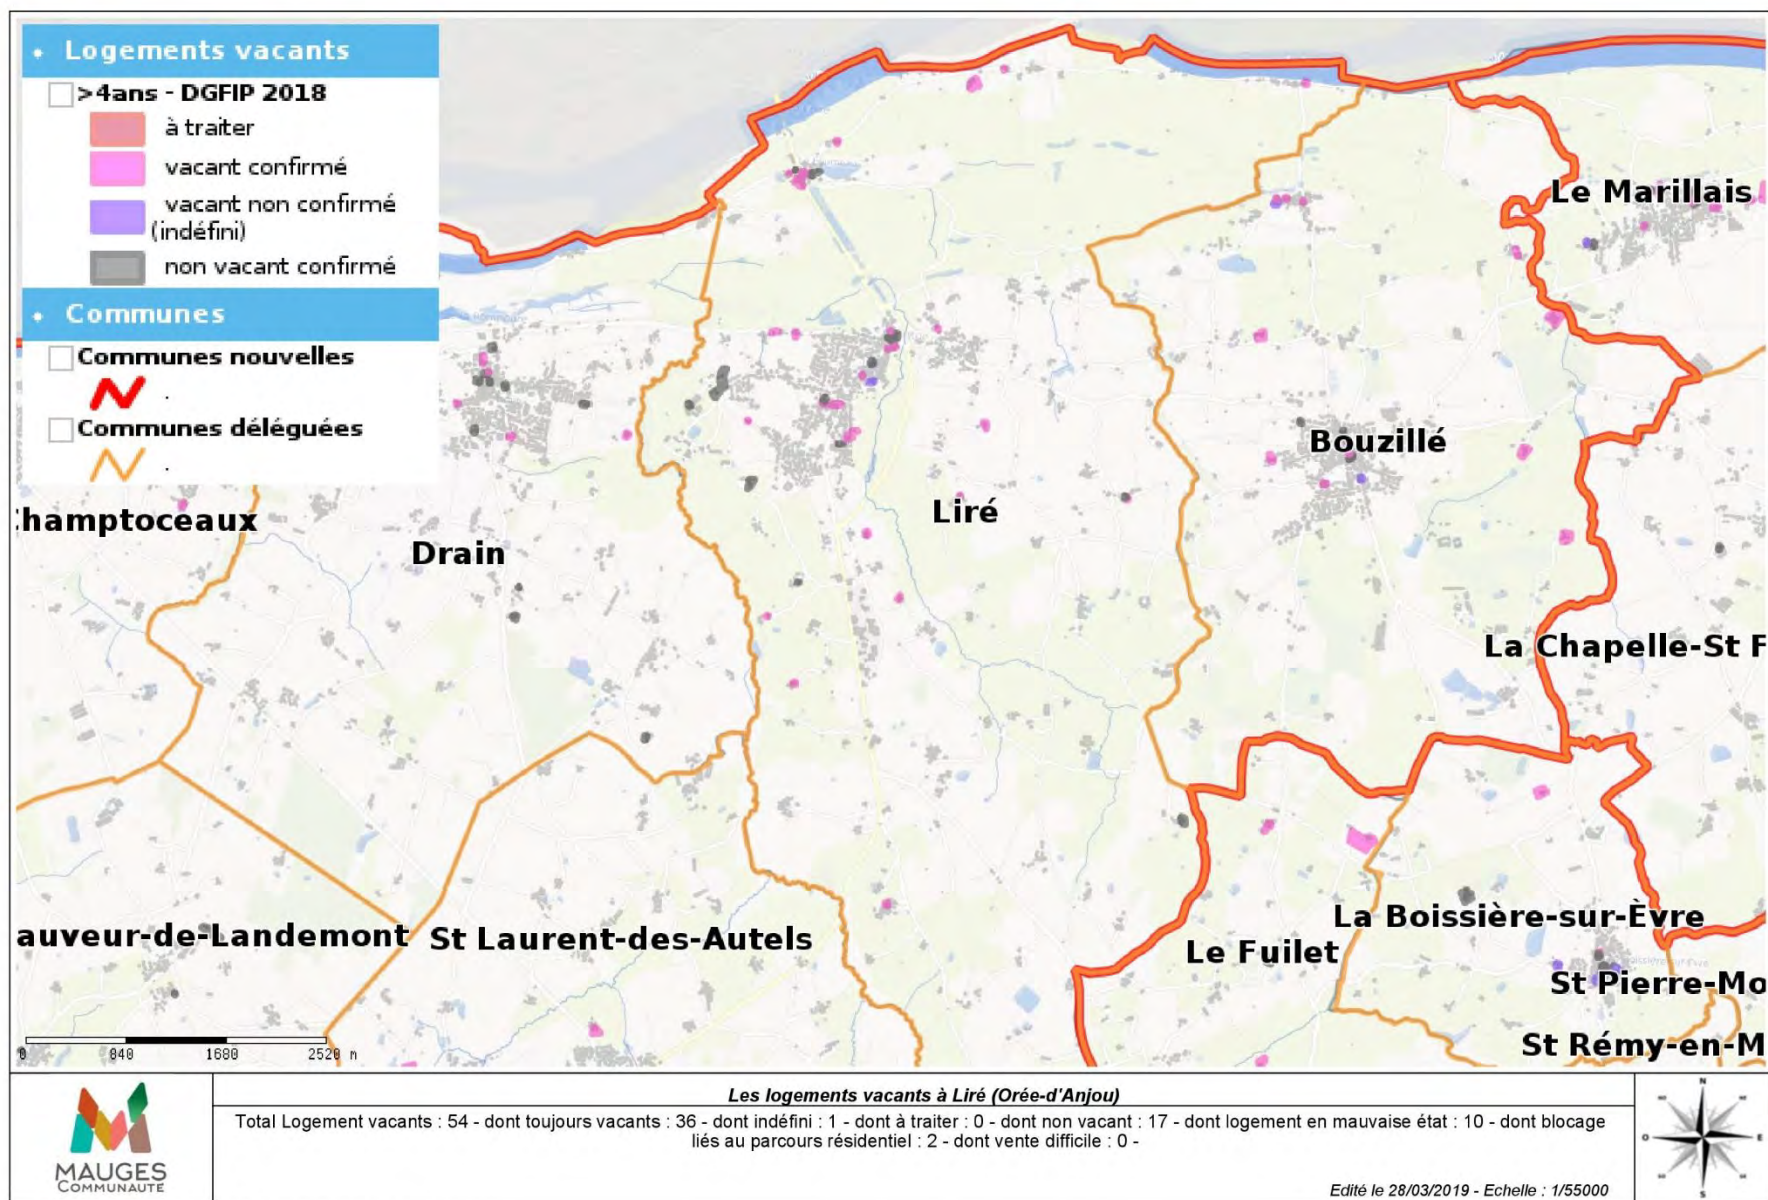 Logements vacants
>4ans - DGFIP 2018
à traiter
vacant confirmé
vacant non confirmé
(indéfini)
non vacant confirmé
Communes
Communes nouvelles
.
Communes déléguées
.
Le Marillais
Bouzillé
Liré
hamptoceaux
Drain
La Chapelle-St F
auveur-de-Landemont
St Laurent-des-Autels
La Boissière-sur-Èvre
Le Fuilet
St Pierre-Mo
St Rémy-en-M
0 840 1680 2520 m
MAUGES
COMMUNAUTÉ
Les logements vacants à Liré (Orée-d'Anjou)
Total Logement vacants : 54 - dont toujours vacants : 36 - dont indéfini : 1 - dont à traiter : 0 - dont non vacant : 17 - dont logement en mauvaise état : 10 - dont blocage
liés au parcours résidentiel : 2 - dont vente difficile : 0 -
Edité le 28/03/2019 - Echelle : 1/55000
N
O E
S